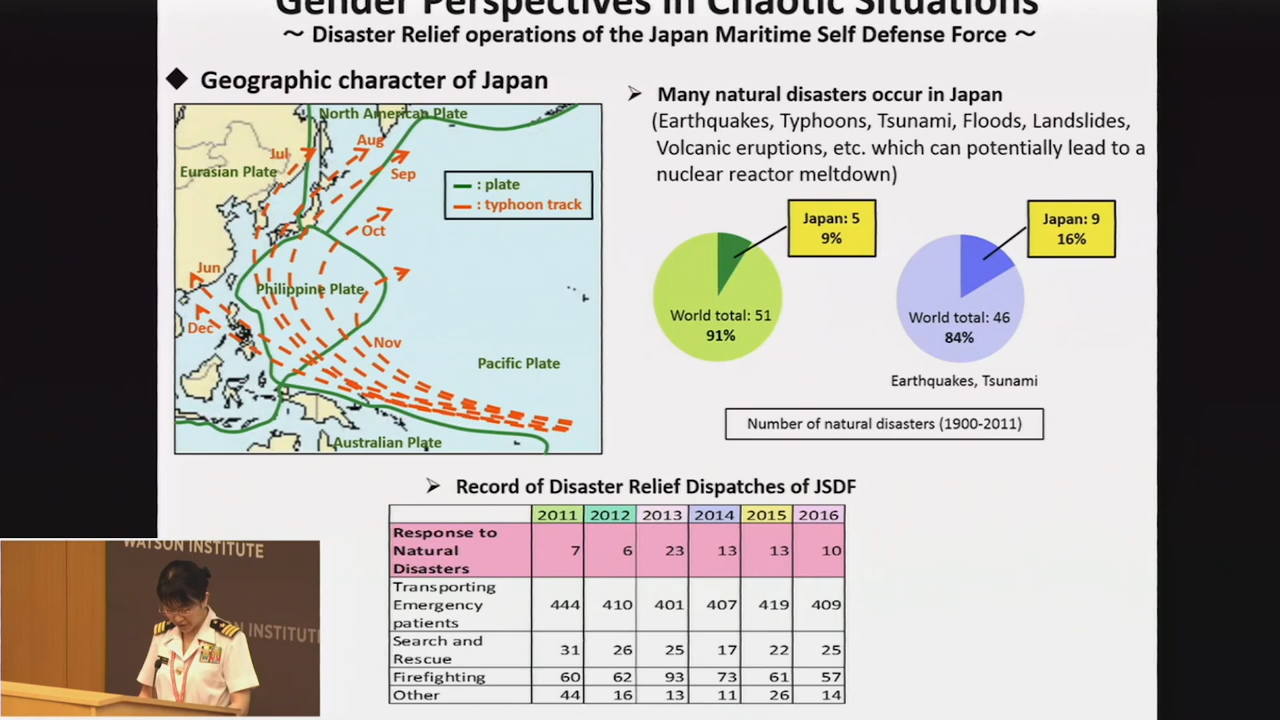 Gender Perspectives in Chaotic Situations
～ Disaster Relief operations of the Japan Maritime Self Defense Force ～
◆ Geographic character of Japan
North American Plate
Jul
Aug
Eurasian Plate
Sep
: plate
: typhoon track
Oct
Jun
Philippine Plate
Dec
Nov
Pacific Plate
Australian Plate
➢ Many natural disasters occur in Japan
(Earthquakes, Typhoons, Tsunami, Floods, Landslides,
Volcanic eruptions, etc. which can potentially lead to a
nuclear reactor meltdown)
Japan: 5
9%
World total: 51
91%
Japan: 9
16%
World total: 46
84%
Earthquakes, Tsunami
Number of natural disasters (1900-2011)
➢ Record of Disaster Relief Dispatches of JSDF
2011 2012 2013 2014 2015 2016
Response to
Natural 7 6 23 13 13 10
Disasters
Transporting
Emergency 444 410 401 407 419 409
patients
Search and
Rescue 31 26 25 17 22 25
Firefighting 60 62 93 73 61 57
Other 44 16 13 11 26 14
WATSON INSTITUTE
N INSTITUTE